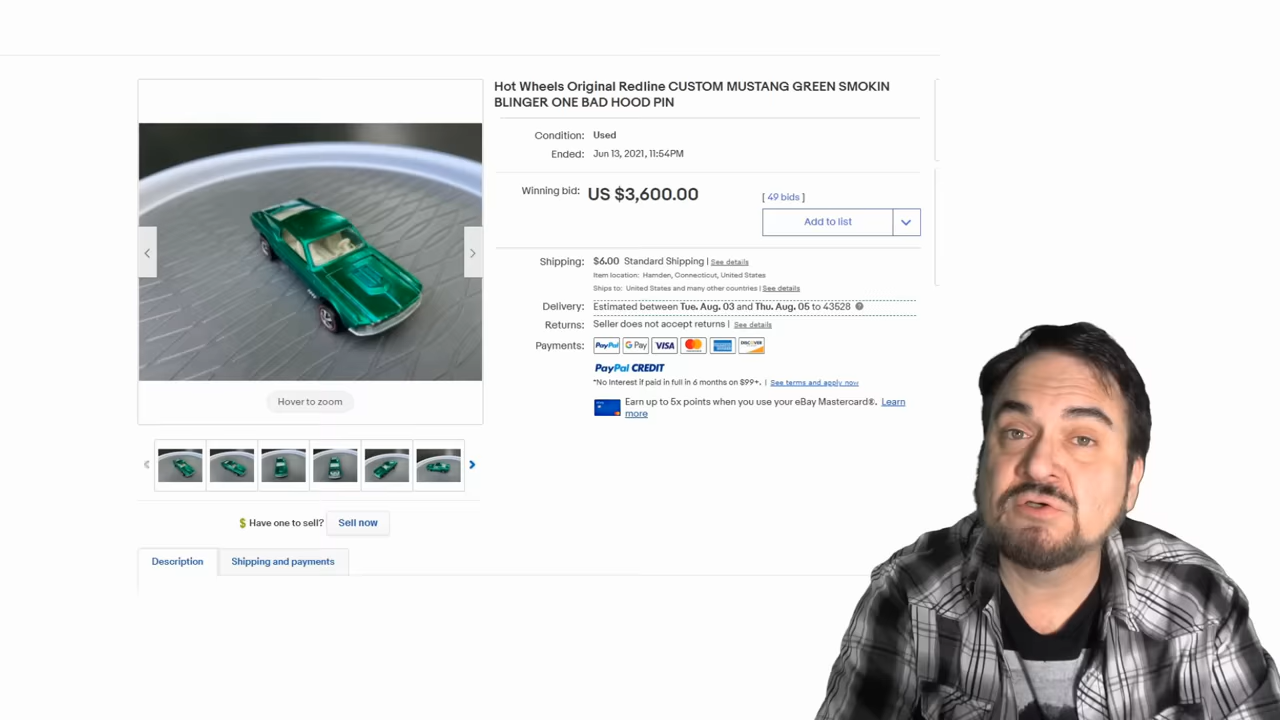 Hot Wheels Original Redline CUSTOM MUSTANG GREEN SMOKIN
BLINGER ONE BAD HOOD PIN
Condition: Used
Ended: Jun 13, 2021, 11:54PM
Winning bid: US $3,600.00 [ 49 bids ]
Add to list
Shipping: $6.00 Standard Shipping | See details
Item location: Hamden, Connecticut, United States
Ships to: United States and many other countries | See details
Delivery: Estimated between Tue. Aug. 03 and Thu. Aug. 05 to 43528
Returns: Seller does not accept returns | See details
Payments: PayPal G Pay VISA mastercard AMERICAN EXPRESS DISCOVER
PayPal CREDIT
*No Interest if paid in full in 6 months on $99+. | See terms and apply now
Earn up to 5x points when you use your eBay Mastercard®. Learn
more
Hover to zoom
Have one to sell? Sell now
Description Shipping and payments